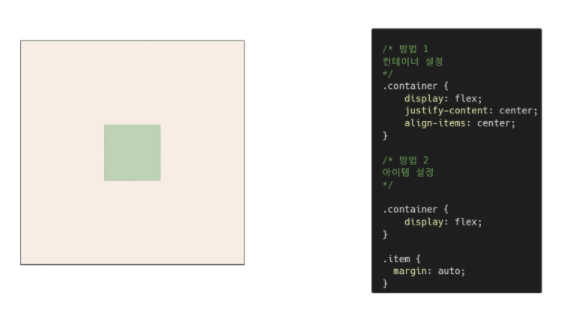 /* 방법 1
컨테이너 설정
*/
.container {
display: flex;
justify-content: center;
align-items: center;
}
/* 방법 2
아이템 설정
*/
.container {
display: flex;
}
.item {
margin: auto;
}